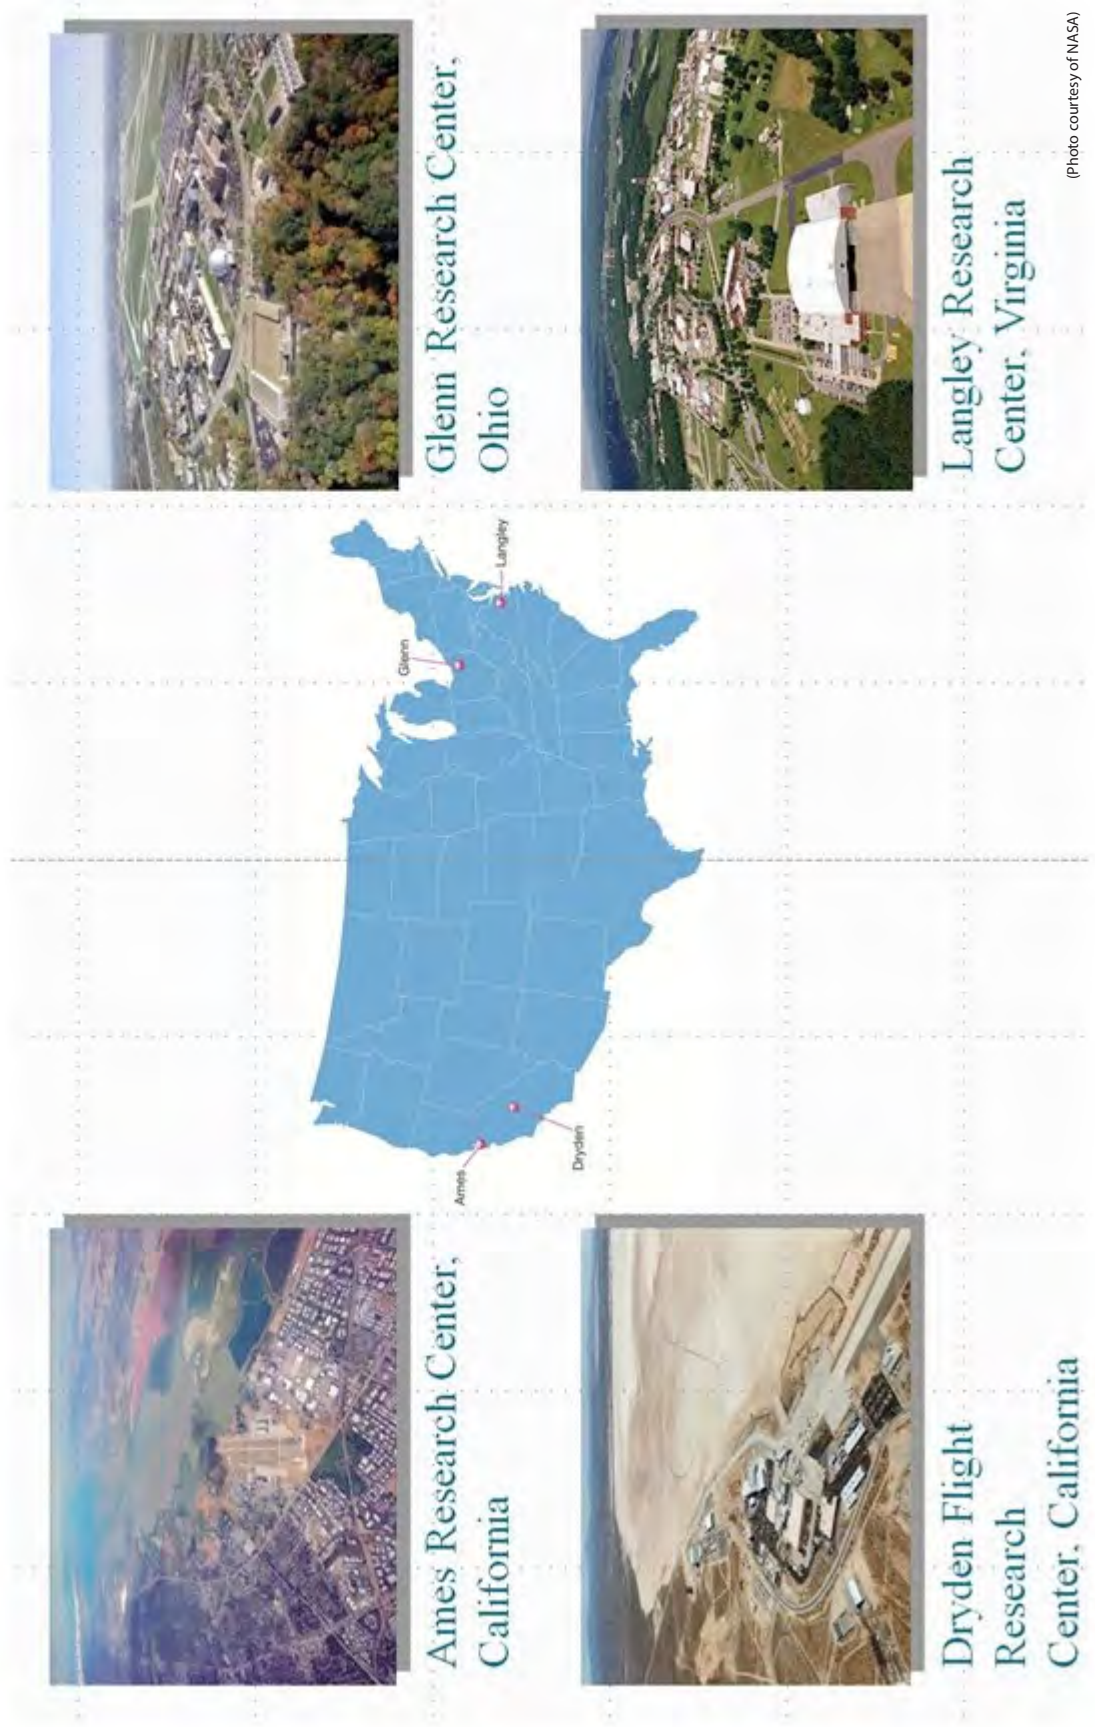 Ames Research Center,
California
Glenn Research Center,
Ohio
Glenn
Langley
Ames
Dryden
Dryden Flight
Research
Center, California
Langley Research
Center, Virginia
(Photo courtesy of NASA)